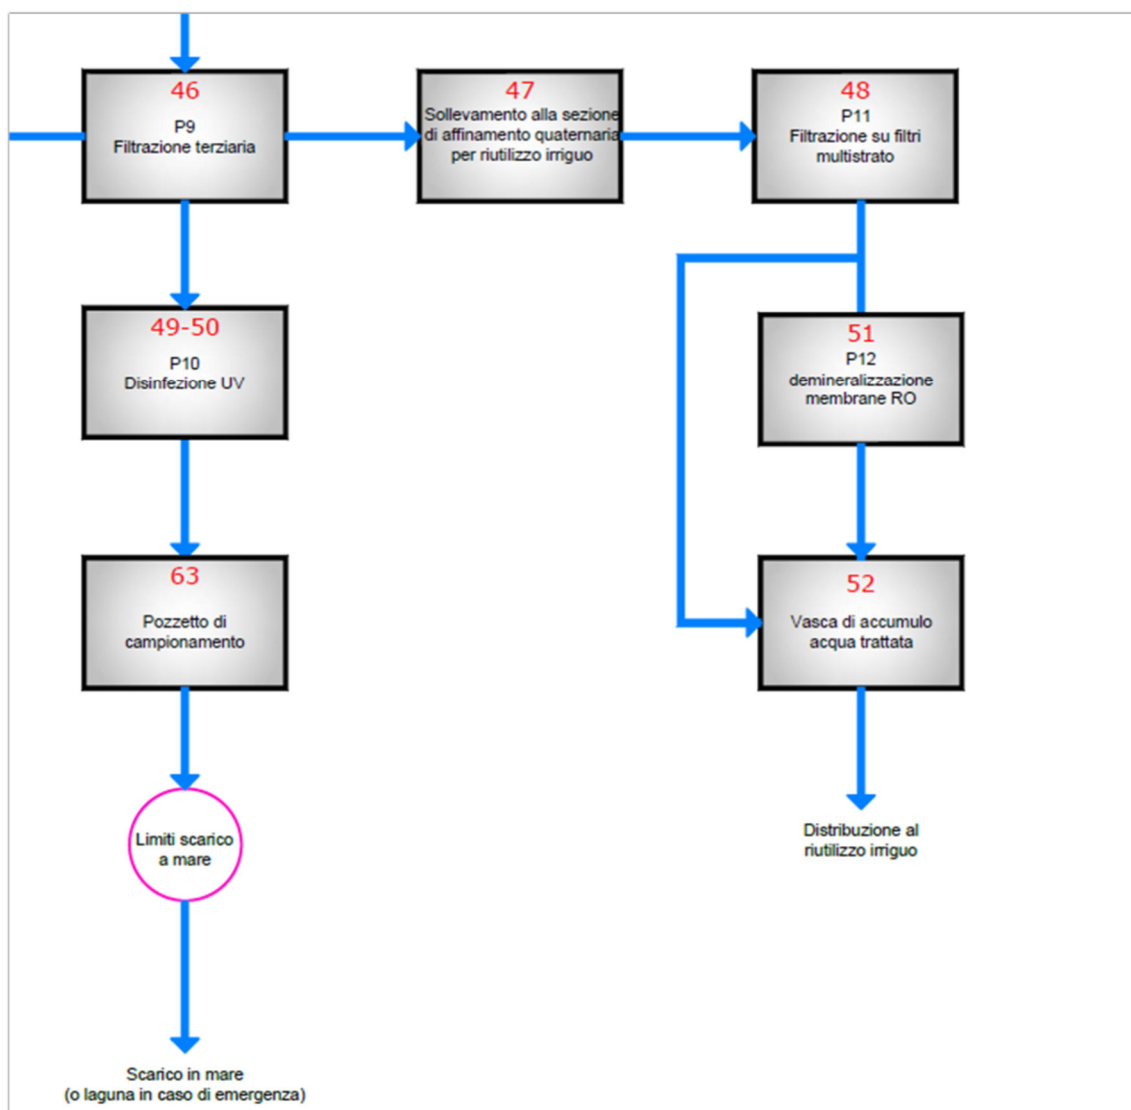 46
P9
Filtrazione terziaria
47
Sollevamento alla sezione
di affinamento quaternaria
per riutilizzo irriguo
48
P11
Filtrazione su filtri
multistrato
49-50
P10
Disinfezione UV
51
P12
demineralizzazione
membrane RO
63
Pozzetto di
campionamento
52
Vasca di accumulo
acqua trattata
Limiti scarico
a mare
Distribuzione al
riutilizzo irriguo
Scarico in mare
(o laguna in caso di emergenza)